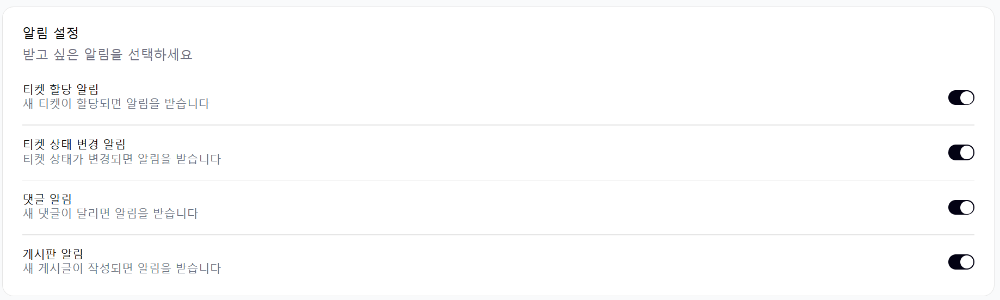 알림 설정
받고 싶은 알림을 선택하세요
티켓 할당 알림
새 티켓이 할당되면 알림을 받습니다
티켓 상태 변경 알림
티켓 상태가 변경되면 알림을 받습니다
댓글 알림
새 댓글이 달리면 알림을 받습니다
게시판 알림
새 게시글이 작성되면 알림을 받습니다